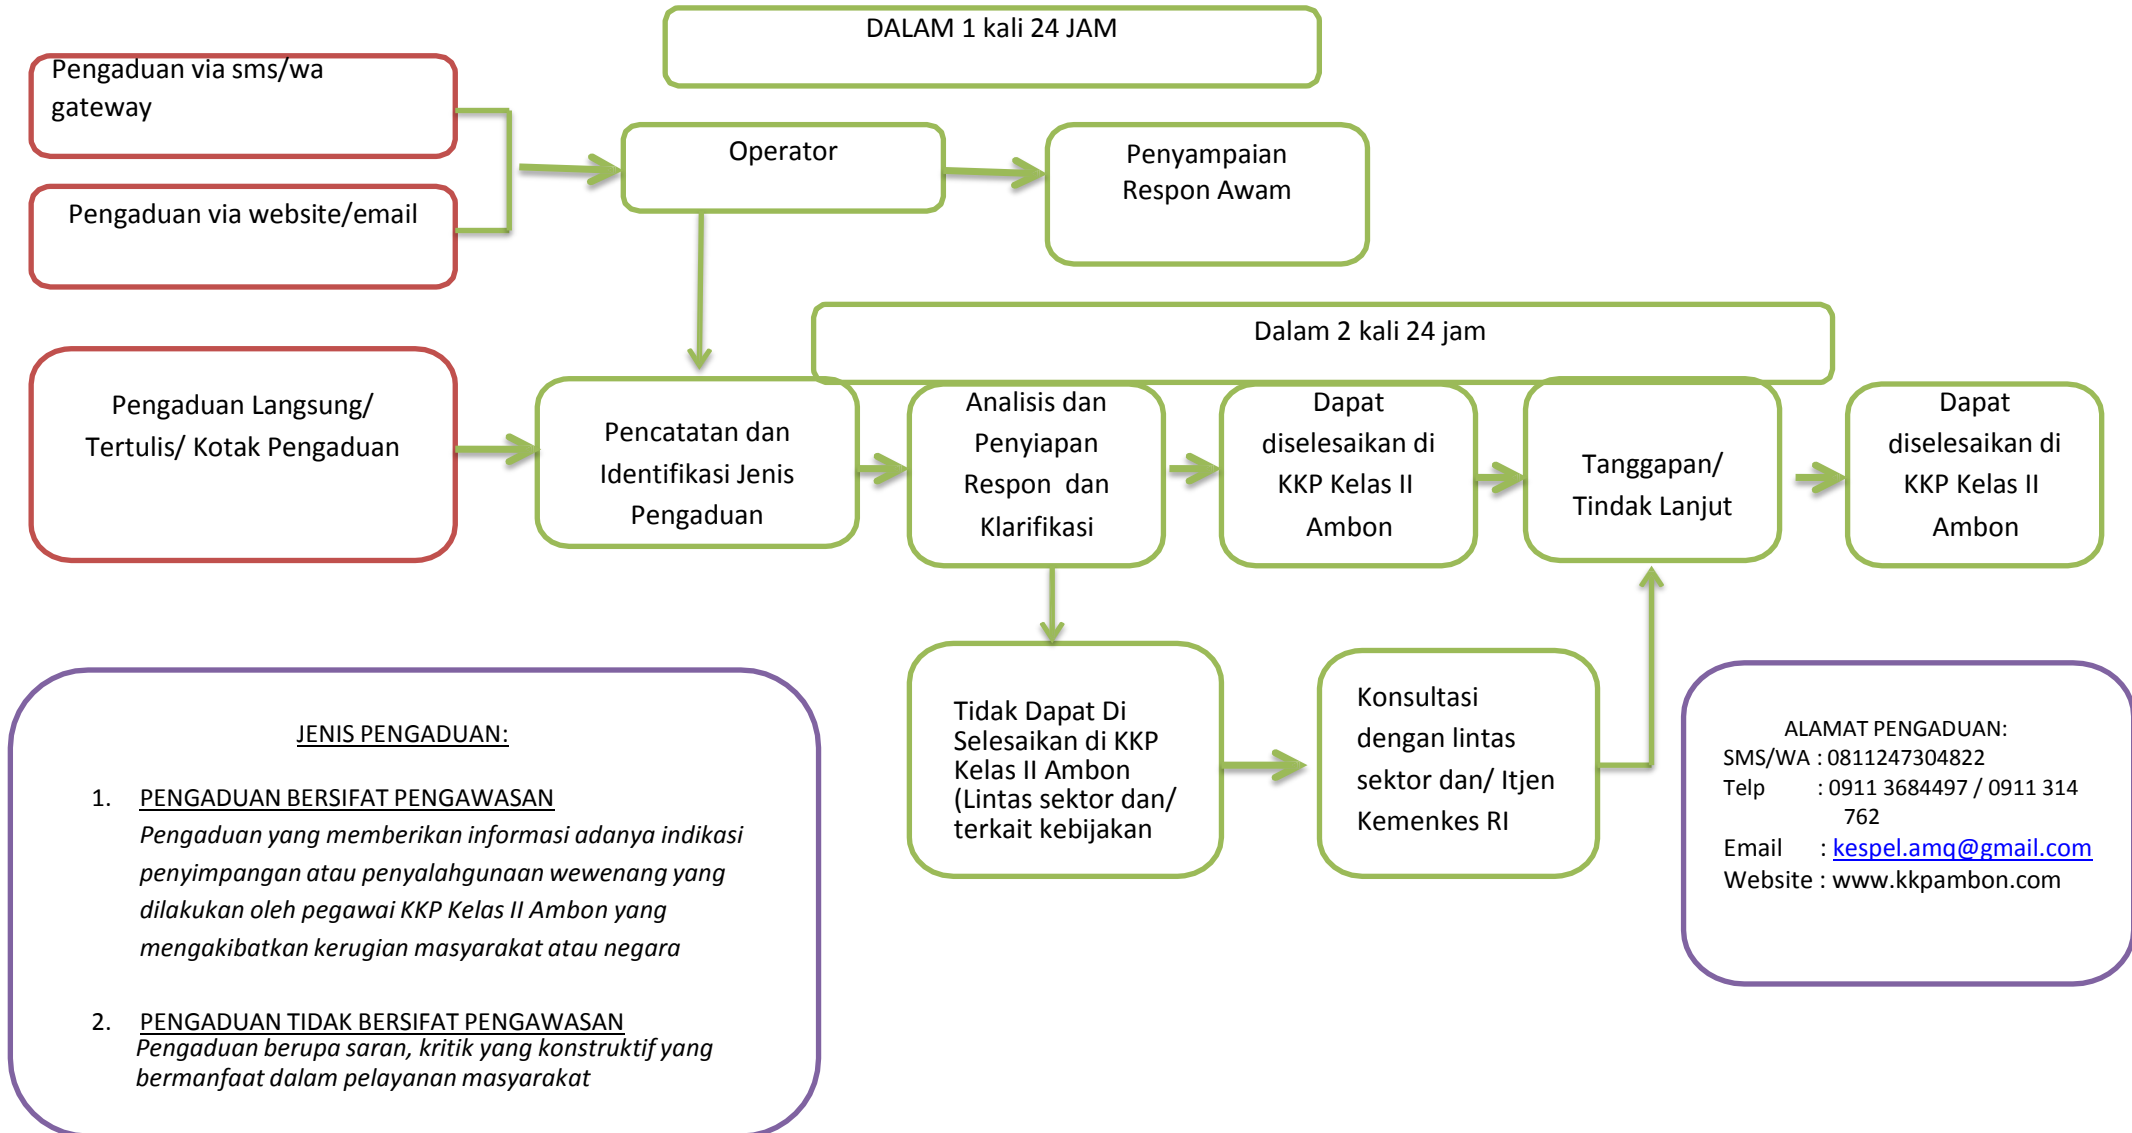 DALAM 1 kali 24 JAM
Pengaduan via sms/wa
gateway
Operator
Penyampaian
Respon Awam
Pengaduan via website/email
Dalam 2 kali 24 jam
Pengaduan Langsung/
Tertulis/ Kotak Pengaduan
Pencatatan dan
Identifikasi Jenis
Pengaduan
Analisis dan
Penyiapan
Respon  dan
Klarifikasi
Dapat
diselesaikan di
KKP Kelas II
Ambon
Tanggapan/
Tindak Lanjut
Dapat
diselesaikan di
KKP Kelas II
Ambon
Tidak Dapat Di
Selesaikan di KKP
Kelas II Ambon
(Lintas sektor dan/
terkait kebijakan
Konsultasi
dengan lintas
sektor dan/ Itjen
Kemenkes RI
JENIS PENGADUAN:
1. PENGADUAN BERSIFAT PENGAWASAN
Pengaduan yang memberikan informasi adanya indikasi
penyimpangan atau penyalahgunaan wewenang yang
dilakukan oleh pegawai KKP Kelas II Ambon yang
mengakibatkan kerugian masyarakat atau negara
2. PENGADUAN TIDAK BERSIFAT PENGAWASAN
Pengaduan berupa saran, kritik yang konstruktif yang
bermanfaat dalam pelayanan masyarakat
ALAMAT PENGADUAN:
SMS/WA : 0811247304822
Telp : 0911 3684497 / 0911 314
762
Email : kespel.amq@gmail.com
Website : www.kkpambon.com